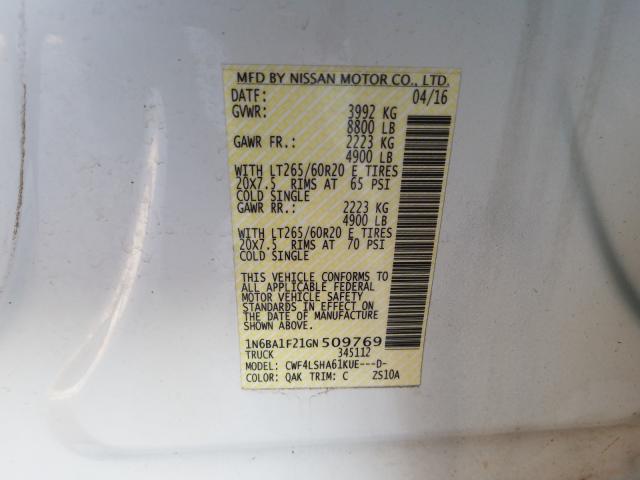 MFD BY NISSAN MOTOR CO., LTD.
DATE: 04/16
GVWR: 3992 KG
8800 LB
GAWR FR.: 2223 KG
4900 LB
WITH LT265/60R20 E TIRES
20X7.5 RIMS AT 65 PSI
COLD SINGLE
GAWR RR.: 2223 KG
4900 LB
WITH LT265/60R20 E TIRES
20X7.5 RIMS AT 70 PSI
COLD SINGLE
THIS VEHICLE CONFORMS TO
ALL APPLICABLE FEDERAL
MOTOR VEHICLE SAFETY
STANDARDS IN EFFECT ON
THE DATE OF MANUFACTURE
SHOWN ABOVE.
1N6BA1F21GN509769
TRUCK 345112
MODEL: CWF4LSHA61KUE---D-
COLOR: QAK TRIM: C ZS10A